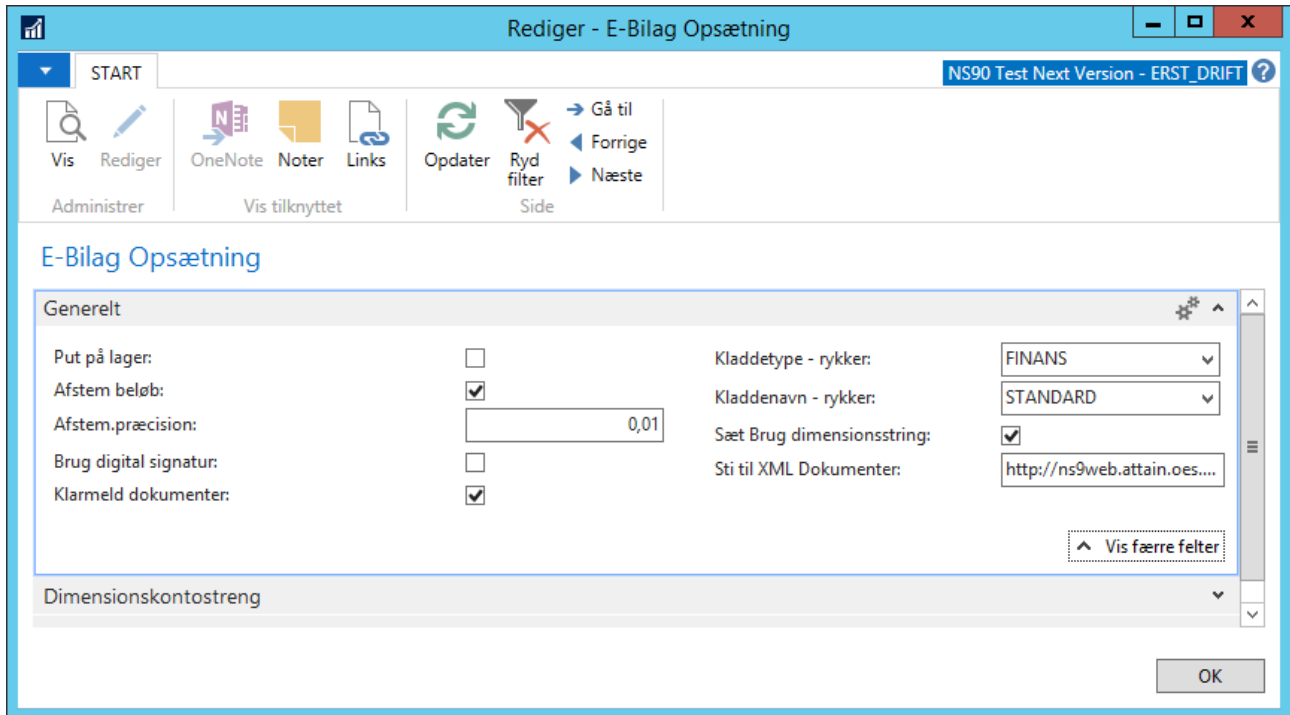 Rediger - E-Bilag Opsætning
START
NS90 Test Next Version - ERST_DRIFT
Vis
Rediger
OneNote
Noter
Links
Opdater
Ryd
filter
Gå til
Forrige
Næste
Administrer
Vis tilknyttet
Side
E-Bilag Opsætning
Generelt
Put på lager:
Afstem beløb:
Afstem.præcision: 0,01
Brug digital signatur:
Klarmeld dokumenter:
Kladdetype - rykker: FINANS
Kladdenavn - rykker: STANDARD
Sæt Brug dimensionsstring:
Sti til XML Dokumenter: http://ns9web.attain.oes....
Vis færre felter
Dimensionskontostreng
OK